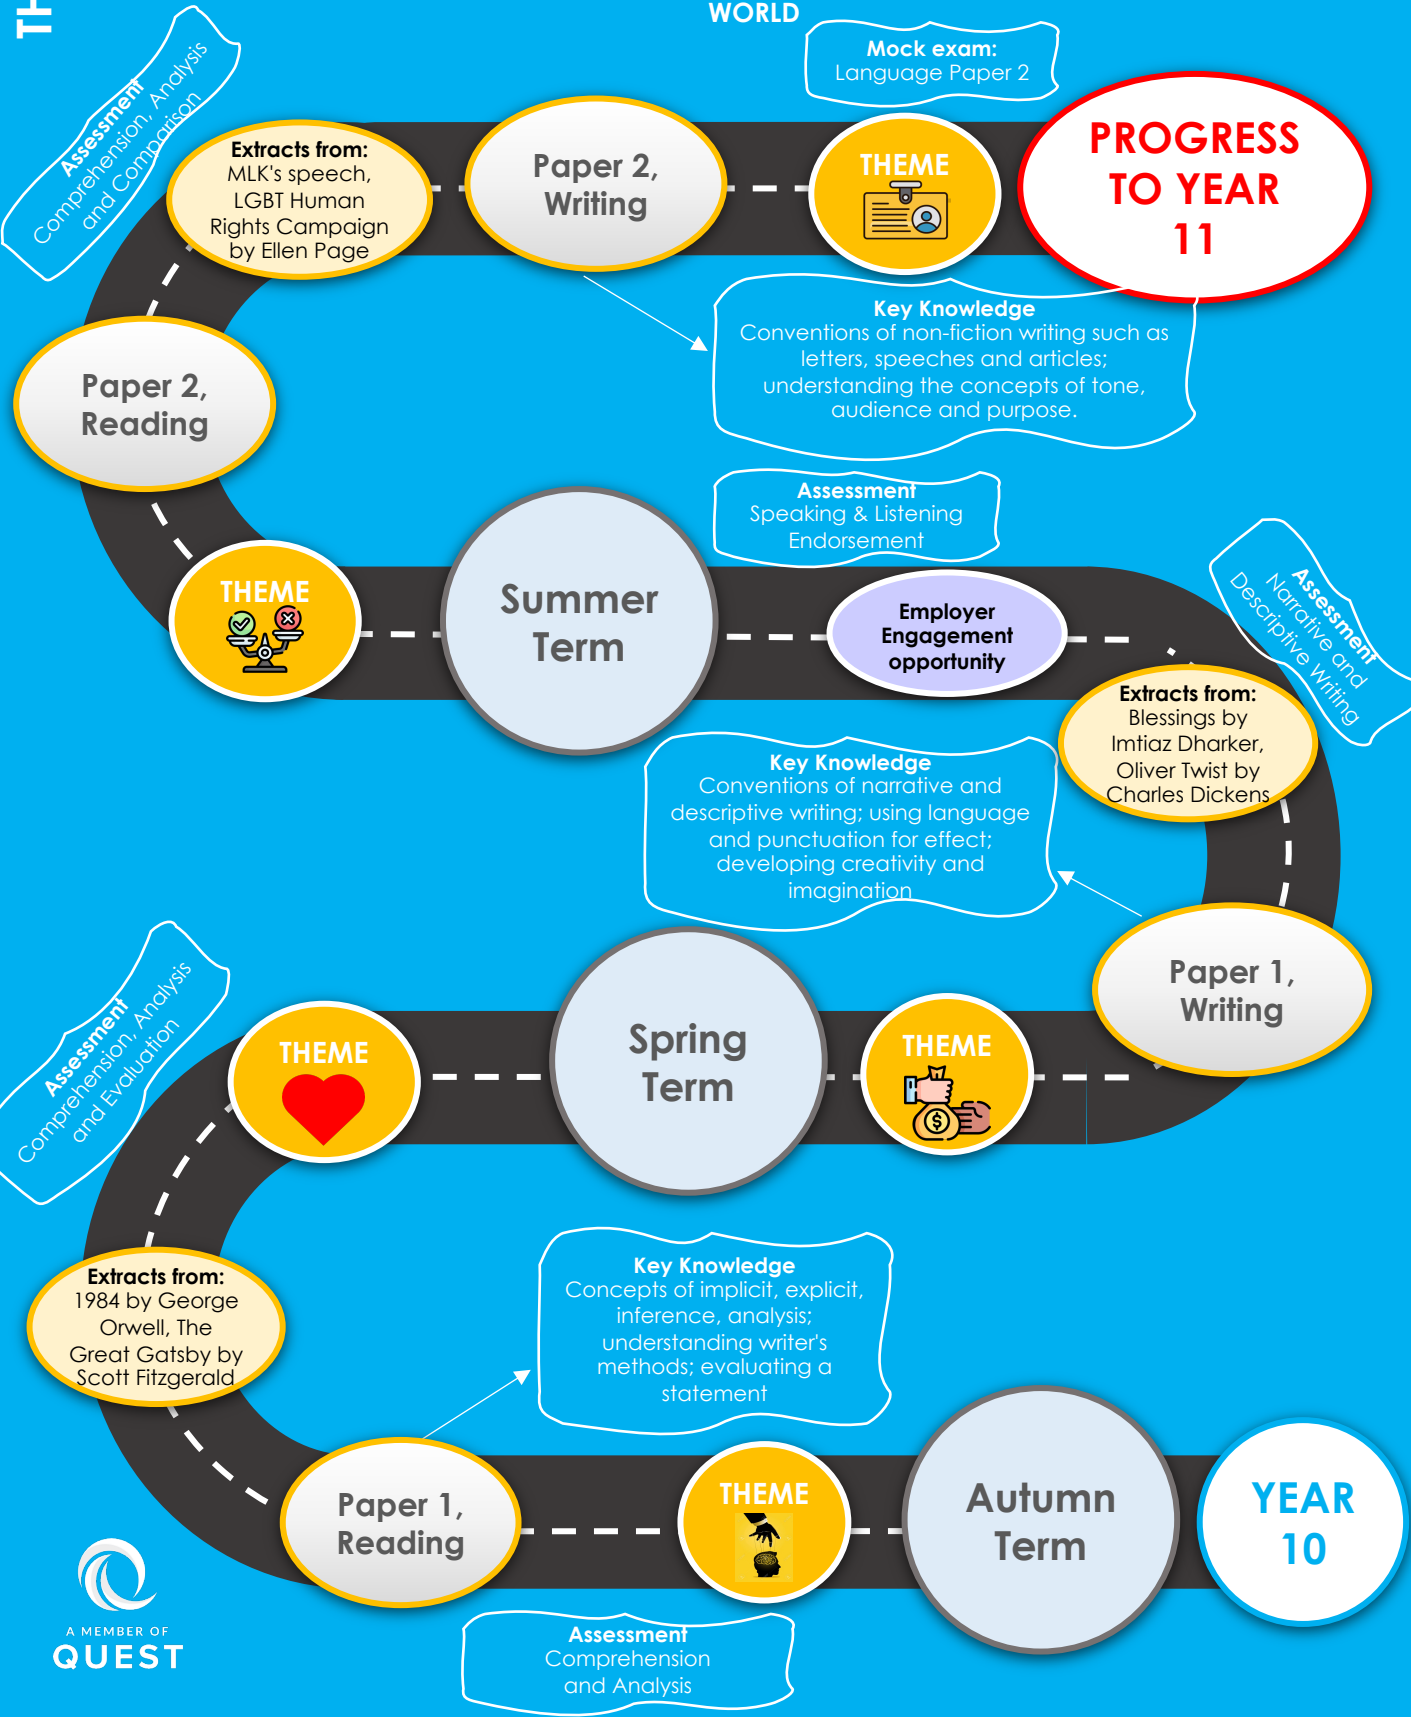 TH
WORLD
Mock exam:
Language Paper 2
Assessment
Comprehension, Analysis
and Comparison
Extracts from:
MLK's speech,
LGBT Human
Rights Campaign
by Ellen Page
Paper 2,
Writing
THEME
PROGRESS
TO YEAR
11
Key Knowledge
Conventions of non-fiction writing such as
letters, speeches and articles;
understanding the concepts of tone,
audience and purpose.
Paper 2,
Reading
Assessment
Speaking & Listening
Endorsement
THEME
Summer
Term
Employer
Engagement
opportunity
Assessment
Narrative and
Descriptive Writing
Extracts from:
Blessings by
Imtiaz Dharker,
Oliver Twist by
Charles Dickens
Key Knowledge
Conventions of narrative and
descriptive writing; using language
and punctuation for effect;
developing creativity and
imagination
Paper 1,
Writing
Assessment
Comprehension, Analysis
and Evaluation
THEME
Spring
Term
THEME
$
Extracts from:
1984 by George
Orwell, The
Great Gatsby by
Scott Fitzgerald
Key Knowledge
Concepts of implicit, explicit,
inference, analysis;
understanding writer's
methods; evaluating a
statement
Paper 1,
Reading
THEME
Autumn
Term
YEAR
10
A MEMBER OF
QUEST
Assessment
Comprehension
and Analysis